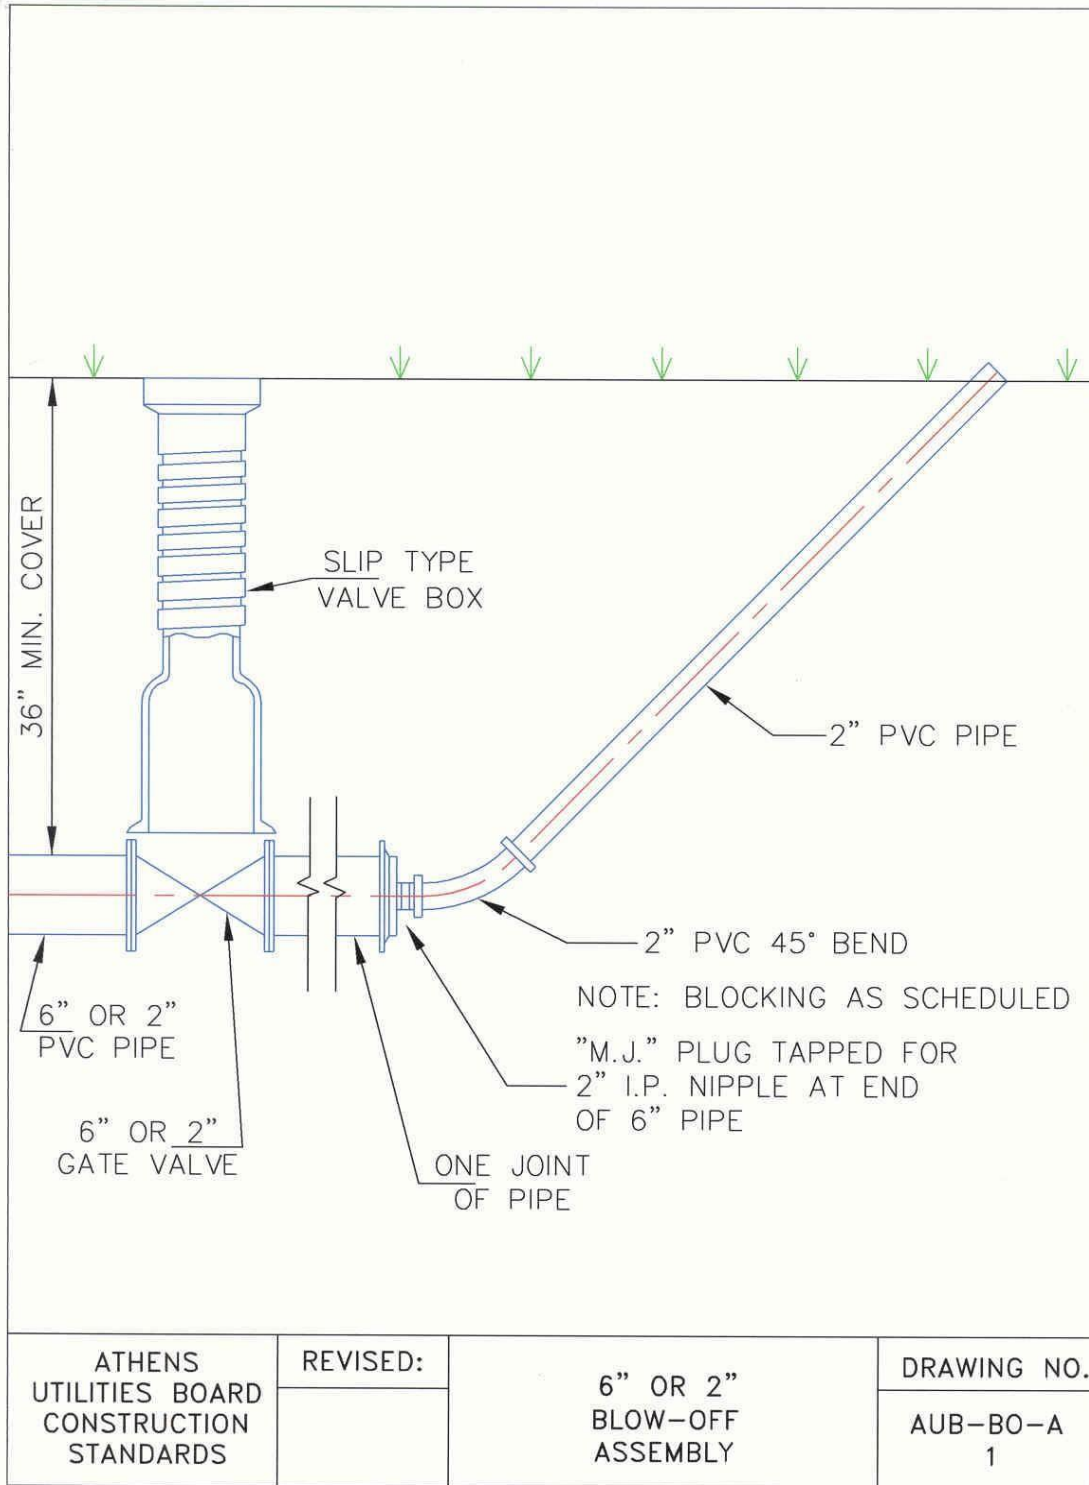 36” MIN. COVER
SLIP TYPE
VALVE BOX
2” PVC PIPE
2” PVC 45° BEND
NOTE: BLOCKING AS SCHEDULED
”M.J.” PLUG TAPPED FOR
2” I.P. NIPPLE AT END
OF 6” PIPE
6” OR 2”
PVC PIPE
6” OR 2”
GATE VALVE
ONE JOINT
OF PIPE
ATHENS
UTILITIES BOARD
CONSTRUCTION
STANDARDS
REVISED:
6” OR 2”
BLOW-OFF
ASSEMBLY
DRAWING NO.
AUB-BO-A
1